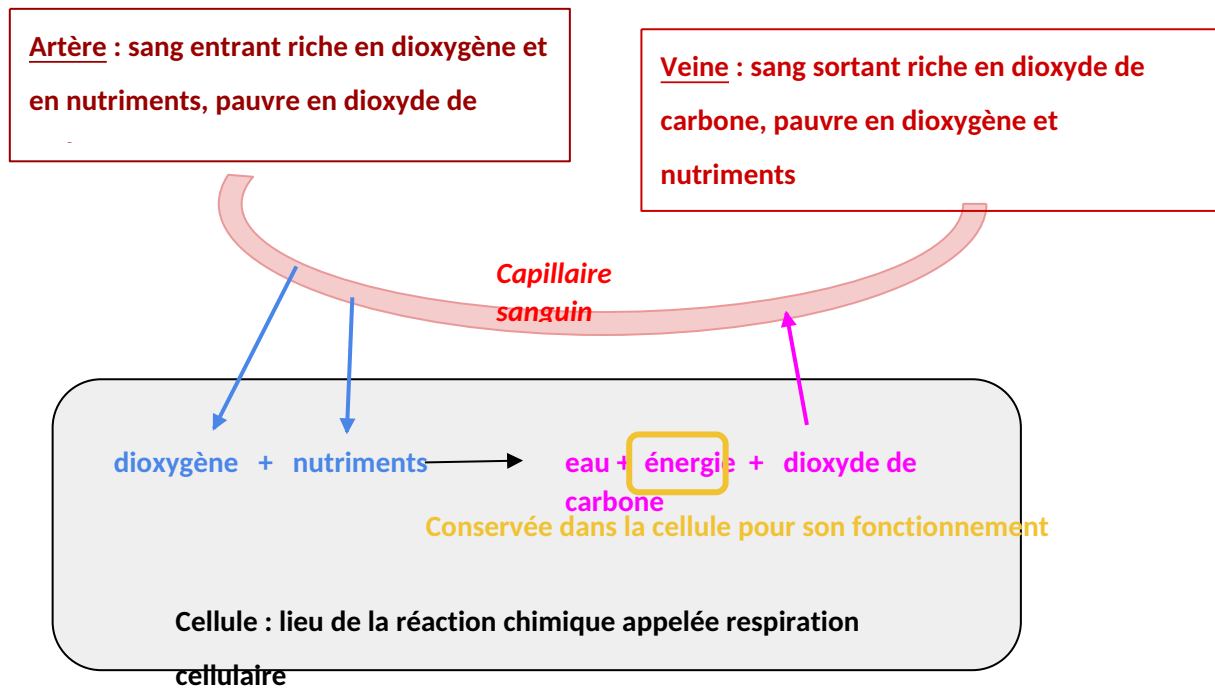 Artère : sang entrant riche en dioxygène et
en nutriments, pauvre en dioxyde de
Veine : sang sortant riche en dioxyde de
carbone, pauvre en dioxygène et
nutriments
Capillaire
sanguin
dioxygène + nutriments
eau + énergie + dioxyde de
carbone
Conservée dans la cellule pour son fonctionnement
Cellule : lieu de la réaction chimique appelée respiration
cellulaire